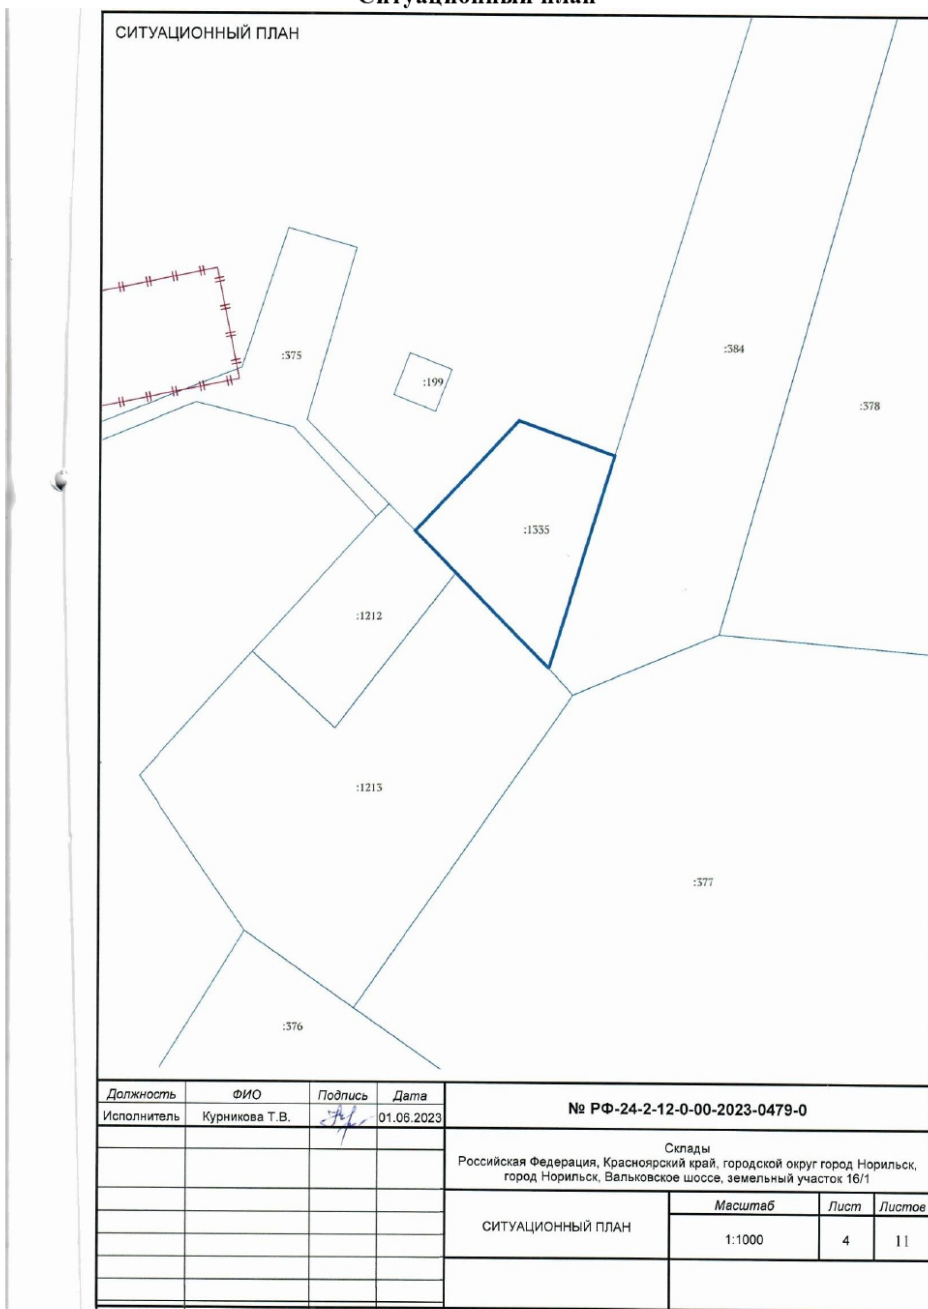 Ситуационный план
СИТУАЦИОННЫЙ ПЛАН
:375
:199
:384
:378
:1335
:1212
:1213
:377
:376
Должность ФИО Подпись Дата
Исполнитель Курникова Т.В. 01.06.2023
№ РФ-24-2-12-0-00-2023-0479-0
Склады
Российская Федерация, Красноярский край, городской округ город Норильск,
город Норильск, Вальковское шоссе, земельный участок 16/1
СИТУАЦИОННЫЙ ПЛАН
Масштаб Лист Листов
1:1000 4 11